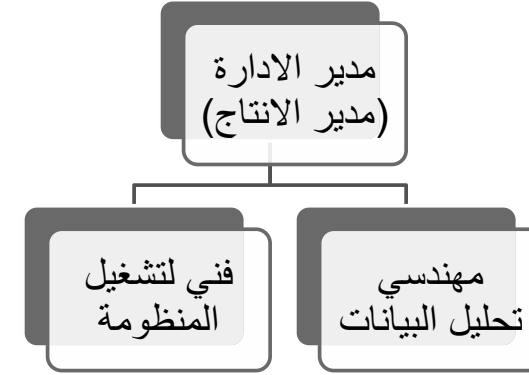 مدير الادارة
(مدير الانتاج)
مهندسي
تحليل البيانات
فني لتشغيل
المنظومة